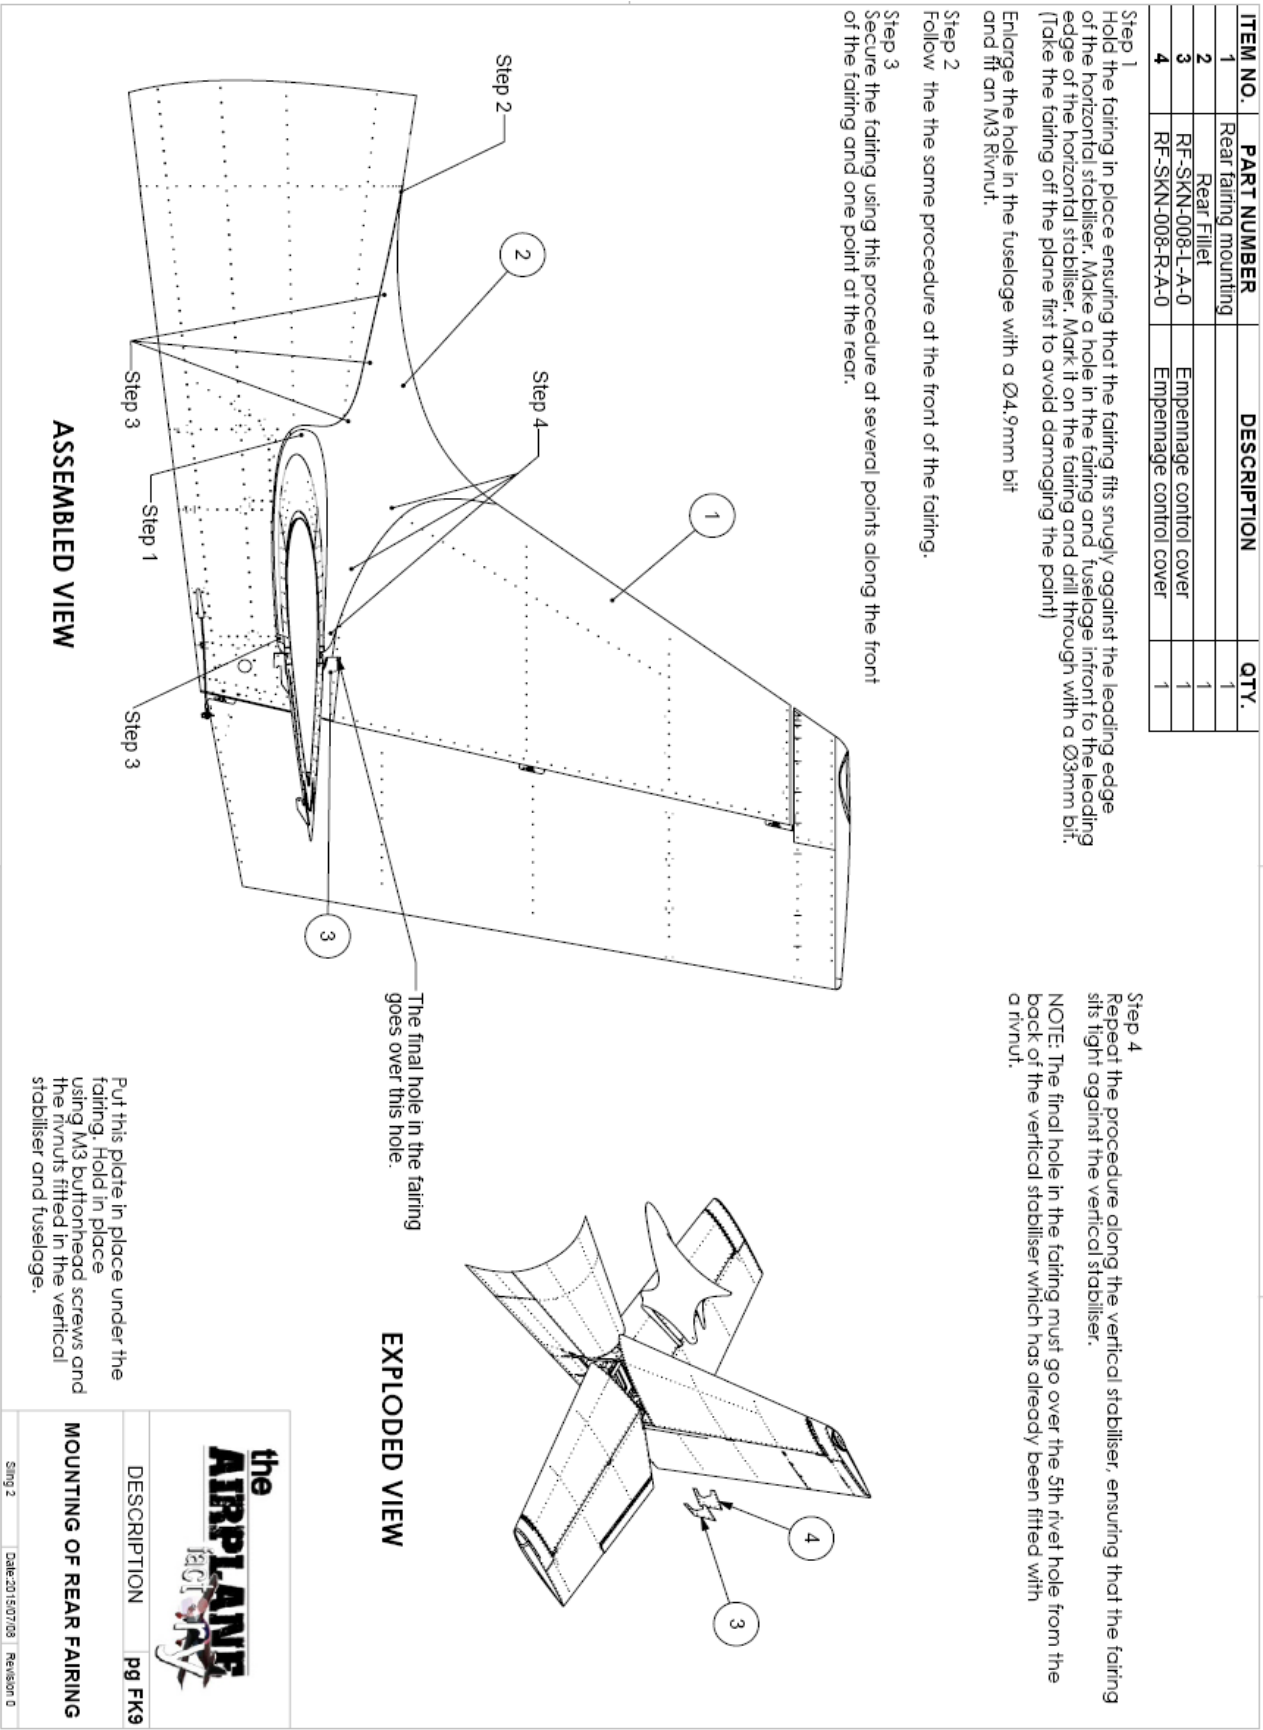 ITEM NO. PART NUMBER DESCRIPTION QTY.
1 Rear fairing mounting 1
2 Rear Fillet 1
3 RF-SKN-008-L-A-0 Empennage control cover 1
4 RF-SKN-008-R-A-0 Empennage control cover 1
Step 1
Hold the fairing in place ensuring that the fairing fits snugly against the leading edge
of the horizontal stabiliser. Make a hole in the fairing and fuselage infront fo the leading
edge of the horizontal stabiliser. Mark it on the fairing and drill through with a Ø3mm bit.
(Take the fairing off the plane first to avoid damaging the paint)
Enlarge the hole in the fuselage with a Ø4.9mm bit
and fit an M3 Rivnut.
Step 2
Follow the the same procedure at the front of the fairing.
Step 3
Secure the fairing using this procedure at several points along the front
of the fairing and one point at the rear.
Step 4
Repeat the procedure along the vertical stabiliser, ensuring that the fairing
sits tight against the vertical stabiliser.
NOTE: The final hole in the fairing must go over the 5th rivet hole from the
back of the vertical stabiliser which has already been fitted with
a rivnut.
1
Step 4
2
Step 2
Step 3
Step 1
Step 3
3
The final hole in the fairing
goes over this hole.
ASSEMBLED VIEW
4
3
EXPLODED VIEW
Put this plate in place under the
fairing. Hold in place
using M3 buttonhead screws and
the rivnuts fitted in the vertical
stabiliser and fuselage.
the
AIRPLANE
factory
DESCRIPTION pg FK9
MOUNTING OF REAR FAIRING
Sling 2 Date:2015/07/08 Revision 0